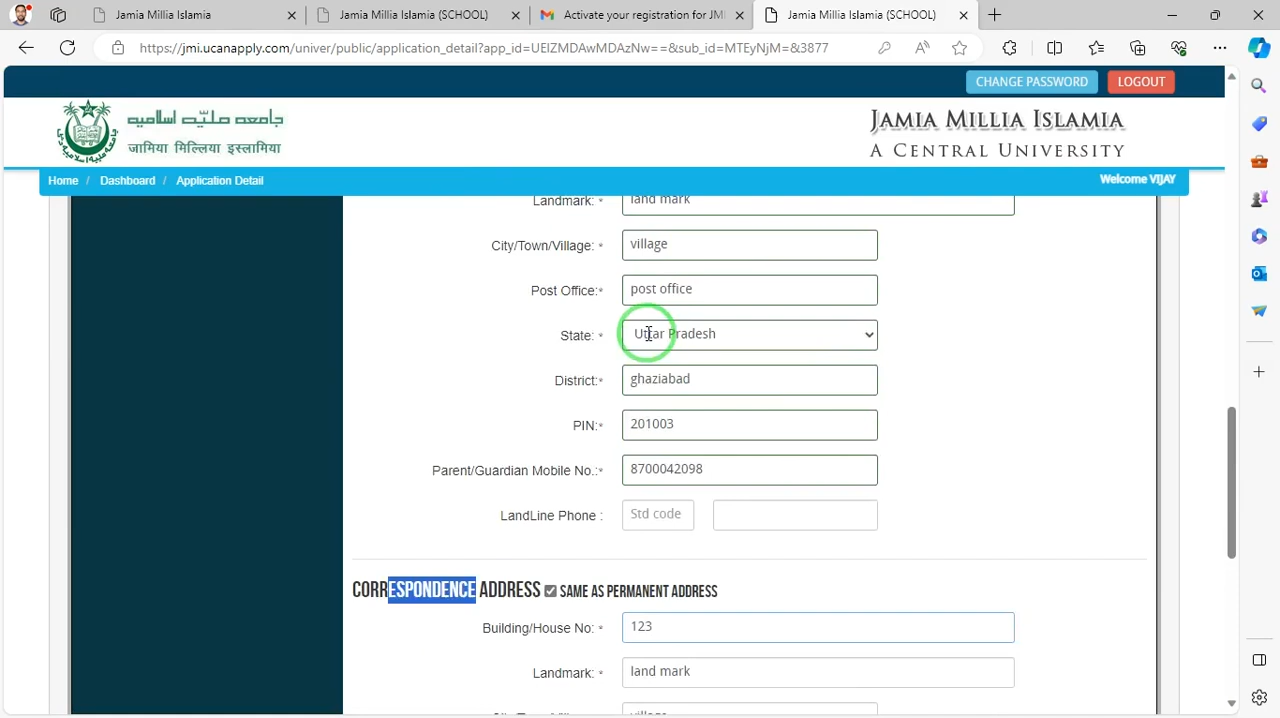 Jamia Millia Islamia
Jamia Millia Islamia (SCHOOL)
Activate your registration for JMI
Jamia Millia Islamia (SCHOOL)
https://jmi.ucanapply.com/univer/public/application_detail?app_id=UElZMDAwMDAzNw==&sub_id=MTEyNjM=&3877
CHANGE PASSWORD
LOGOUT
جامعه ملیّه اسلامیه
जामिया मिल्लिया इस्लामिया
JAMIA MILLIA ISLAMIA
A CENTRAL UNIVERSITY
Home / Dashboard / Application Detail
Welcome VIJAY
Landmark: * land mark
City/Town/Village: * village
Post Office:* post office
State: * Uttar Pradesh
District:* ghaziabad
PIN:* 201003
Parent/Guardian Mobile No.:* 8700042098
LandLine Phone : Std code
CORRESPONDENCE ADDRESS SAME AS PERMANENT ADDRESS
Building/House No: * 123
Landmark: * land mark